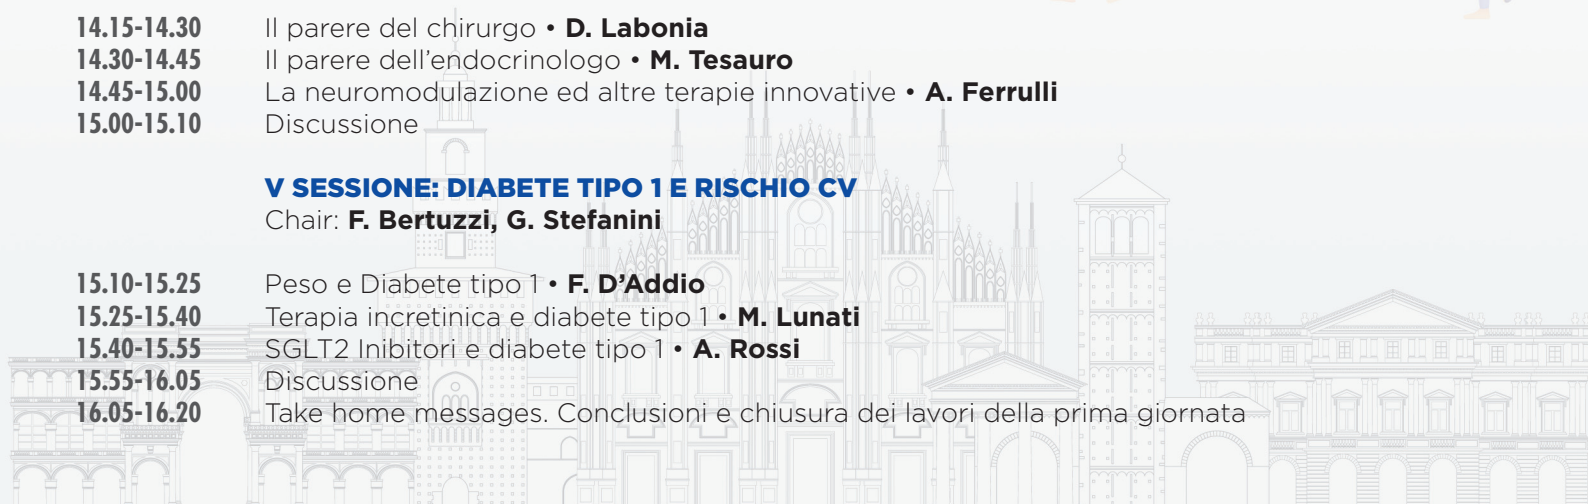 14.15-14.30 Il parere del chirurgo • D. Labonia
14.30-14.45 Il parere dell’endocrinologo • M. Tesauro
14.45-15.00 La neuromodulazione ed altre terapie innovative • A. Ferrulli
15.00-15.10 Discussione
V SESSIONE: DIABETE TIPO 1 E RISCHIO CV
Chair: F. Bertuzzi, G. Stefanini
15.10-15.25 Peso e Diabete tipo 1 • F. D’Addio
15.25-15.40 Terapia incretinica e diabete tipo 1 • M. Lunati
15.40-15.55 SGLT2 Inibitori e diabete tipo 1 • A. Rossi
15.55-16.05 Discussione
16.05-16.20 Take home messages. Conclusioni e chiusura dei lavori della prima giornata